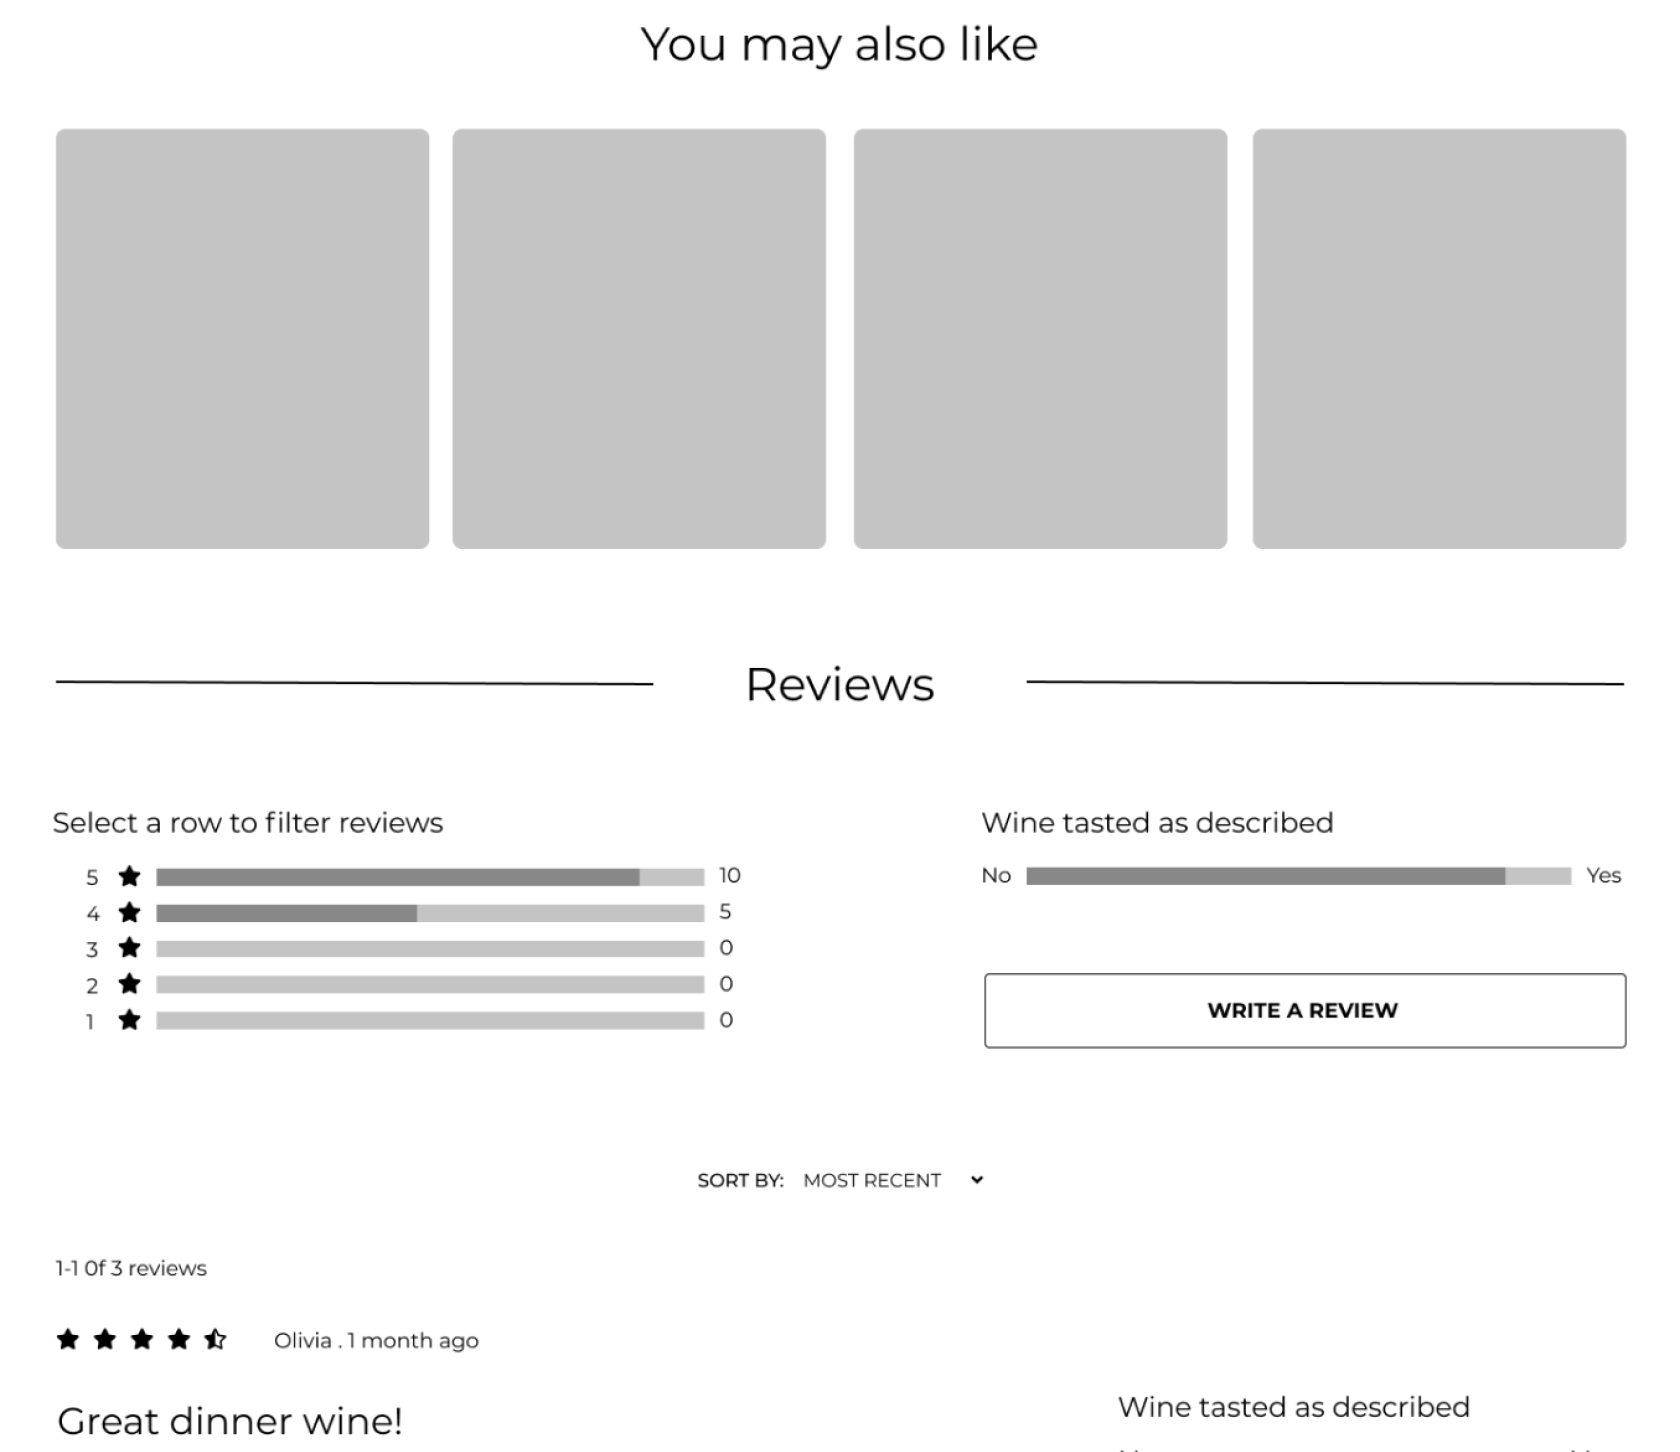 You may also like
Reviews
Select a row to filter reviews
5 10
4 5
3 0
2 0
1 0
Wine tasted as described
No Yes
WRITE A REVIEW
SORT BY: MOST RECENT
1-1 0f 3 reviews
Olivia . 1 month ago
Great dinner wine!
Wine tasted as described